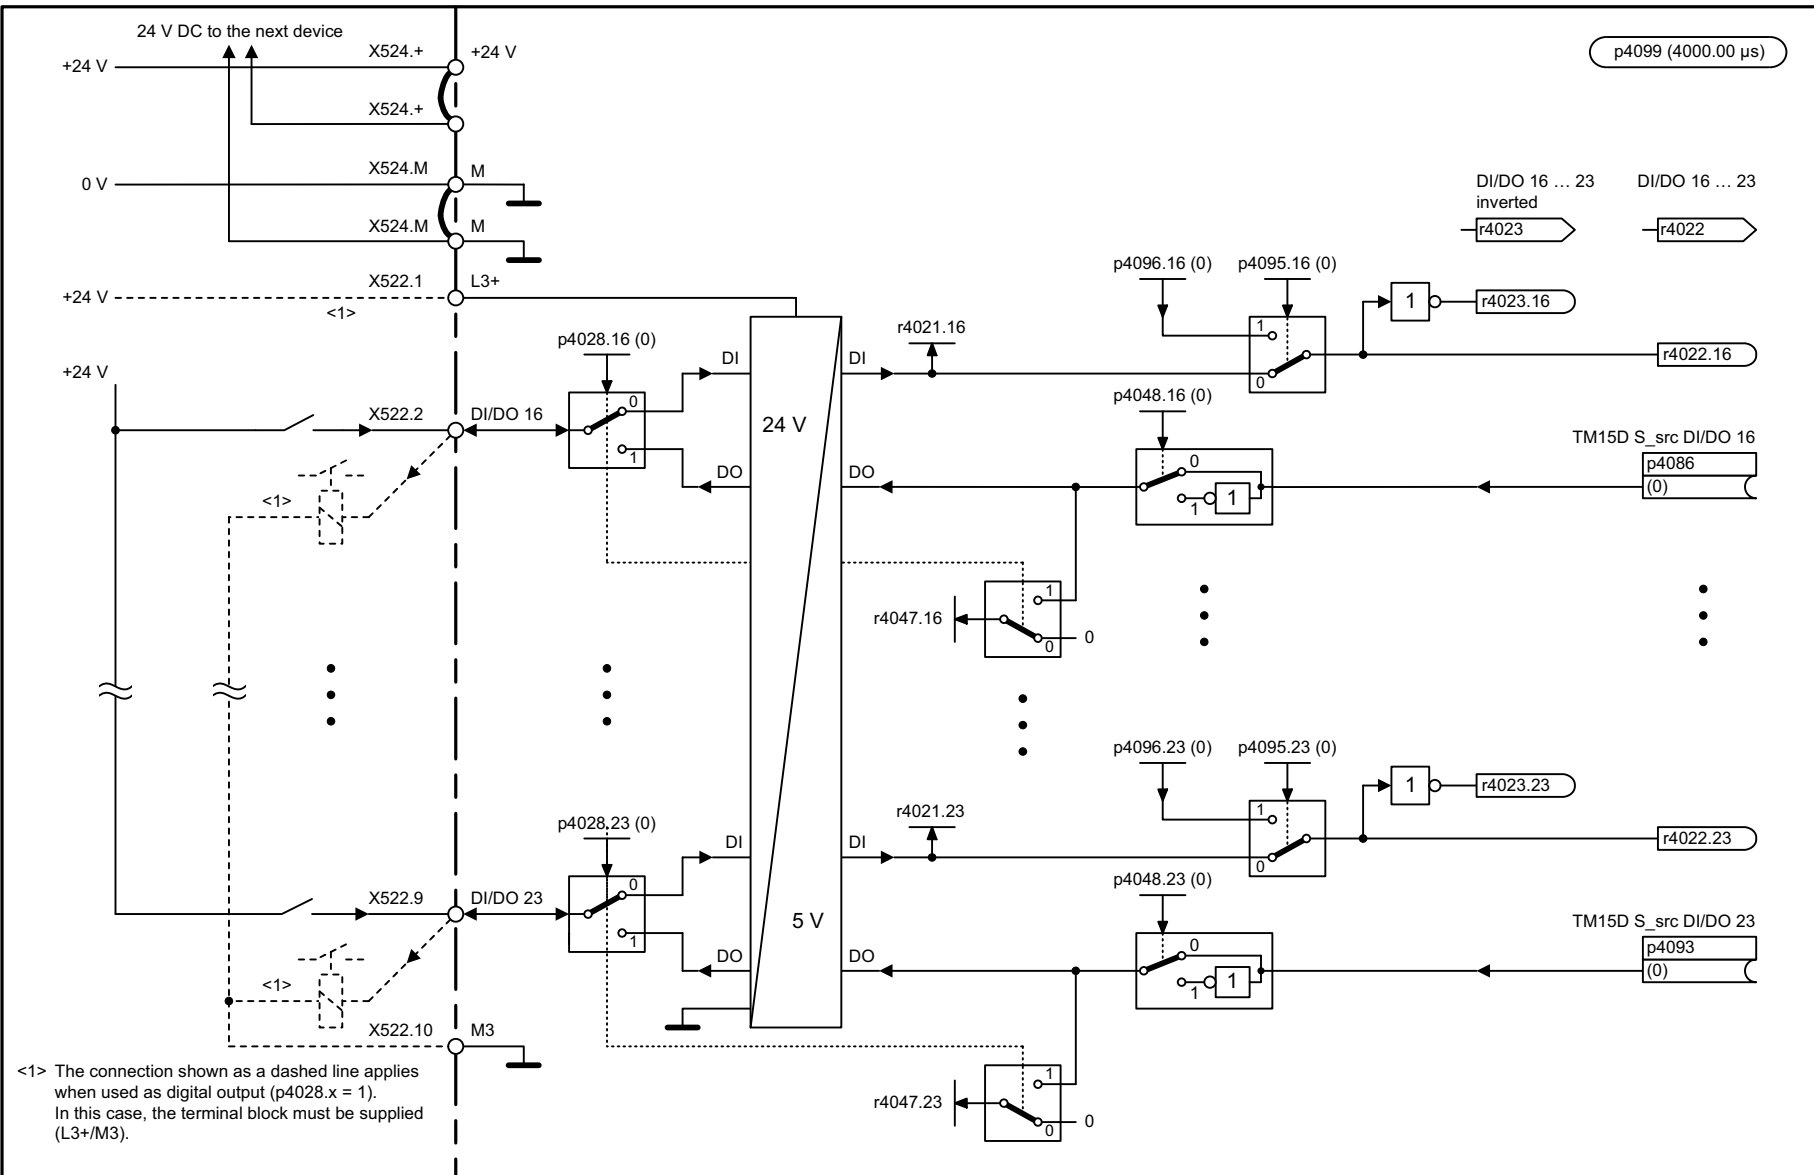 24 V DC to the next device
p4099 (4000.00 µs)
+24 V
X524.+
+24 V
X524.+
0 V
X524.M
M
X524.M
M
DI/DO 16 … 23
inverted
r4023
DI/DO 16 … 23
r4022
+24 V
<1>
X522.1
L3+
p4028.16 (0)
r4021.16
p4096.16 (0)
p4095.16 (0)
1
0
1
r4023.16
r4022.16
+24 V
X522.2
DI/DO 16
0
1
DI
DO
24 V
5 V
DI
DO
p4048.16 (0)
0
1
1
TM15D S_src DI/DO 16
p4086
(0)
<1>
r4047.16
1
0
0
p4028.23 (0)
r4021.23
p4096.23 (0)
p4095.23 (0)
1
0
1
r4023.23
r4022.23
X522.9
DI/DO 23
0
1
DI
DO
DI
DO
p4048.23 (0)
0
1
1
TM15D S_src DI/DO 23
p4093
(0)
<1>
X522.10
M3
r4047.23
1
0
0
<1> The connection shown as a dashed line applies
when used as digital output (p4028.x = 1).
In this case, the terminal block must be supplied
(L3+/M3).